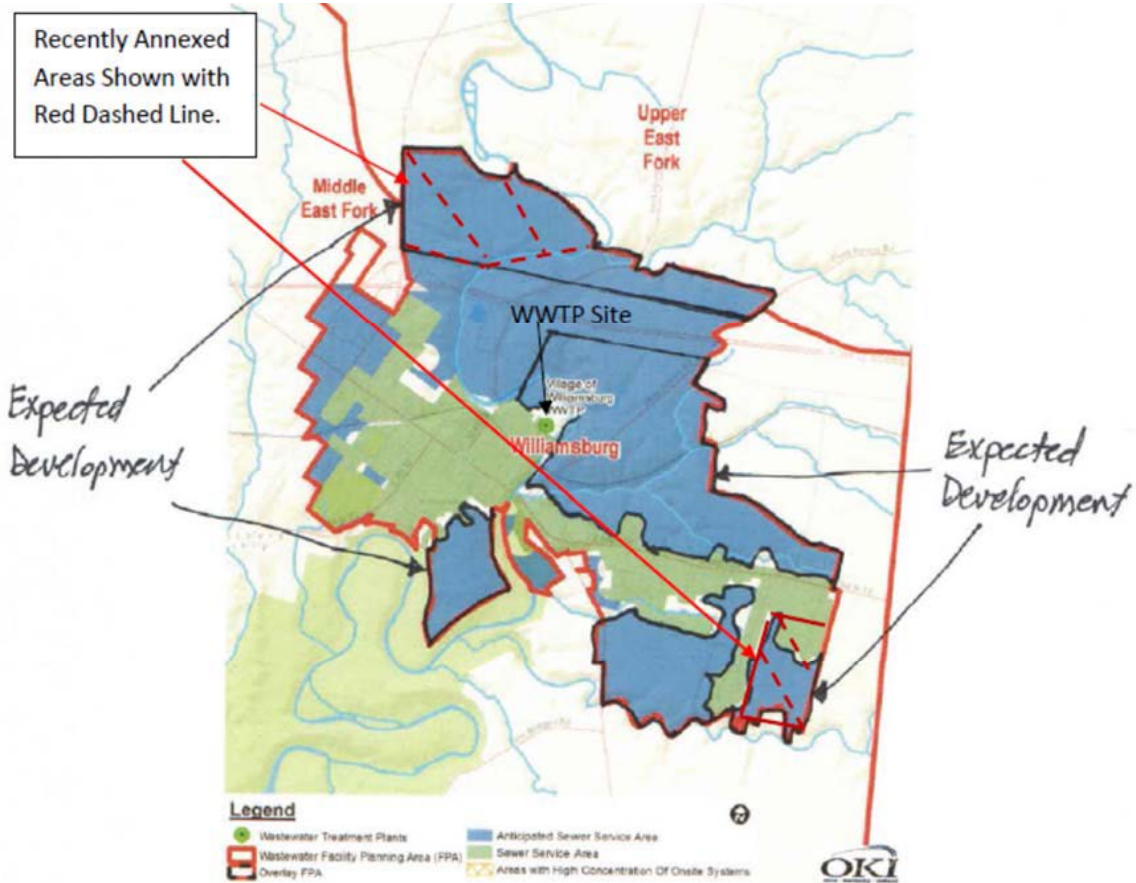 Recently Annexed
Areas Shown with
Red Dashed Line.
Upper
East
Fork
Middle
East Fork
WWTP Site
Village of
Williamsburg
WWTP
Williamsburg
Expected
Development
Expected
Development
Legend
Wastewater Treatment Plants
Wastewater Facility Planning Area (FPA)
Overlay FPA
Anticipated Sewer Service Area
Sewer Service Area
Areas with High Concentration Of Onsite Systems
OKI